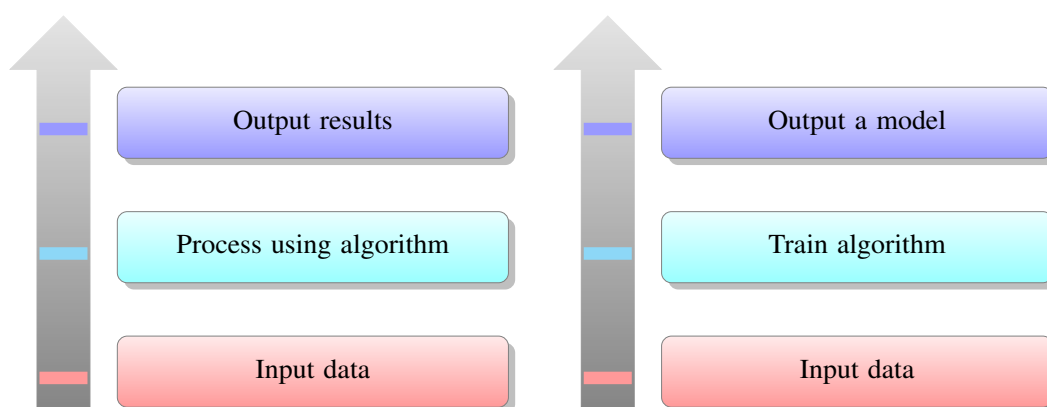 Output results
Process using algorithm
Input data
Output a model
Train algorithm
Input data